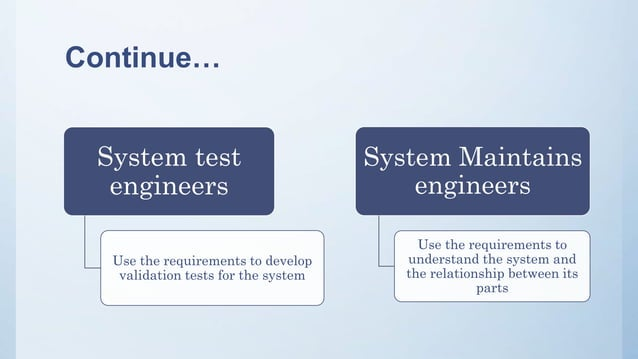 Continue…
System test
engineers
Use the requirements to develop
validation tests for the system
System Maintains
engineers
Use the requirements to
understand the system and
the relationship between its
parts